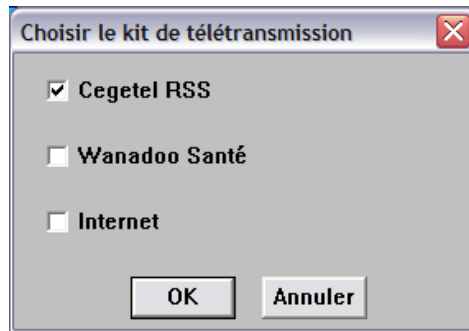 Choisir le kit de télétransmission
Cegetel RSS
Wanadoo Santé
Internet
OK Annuler